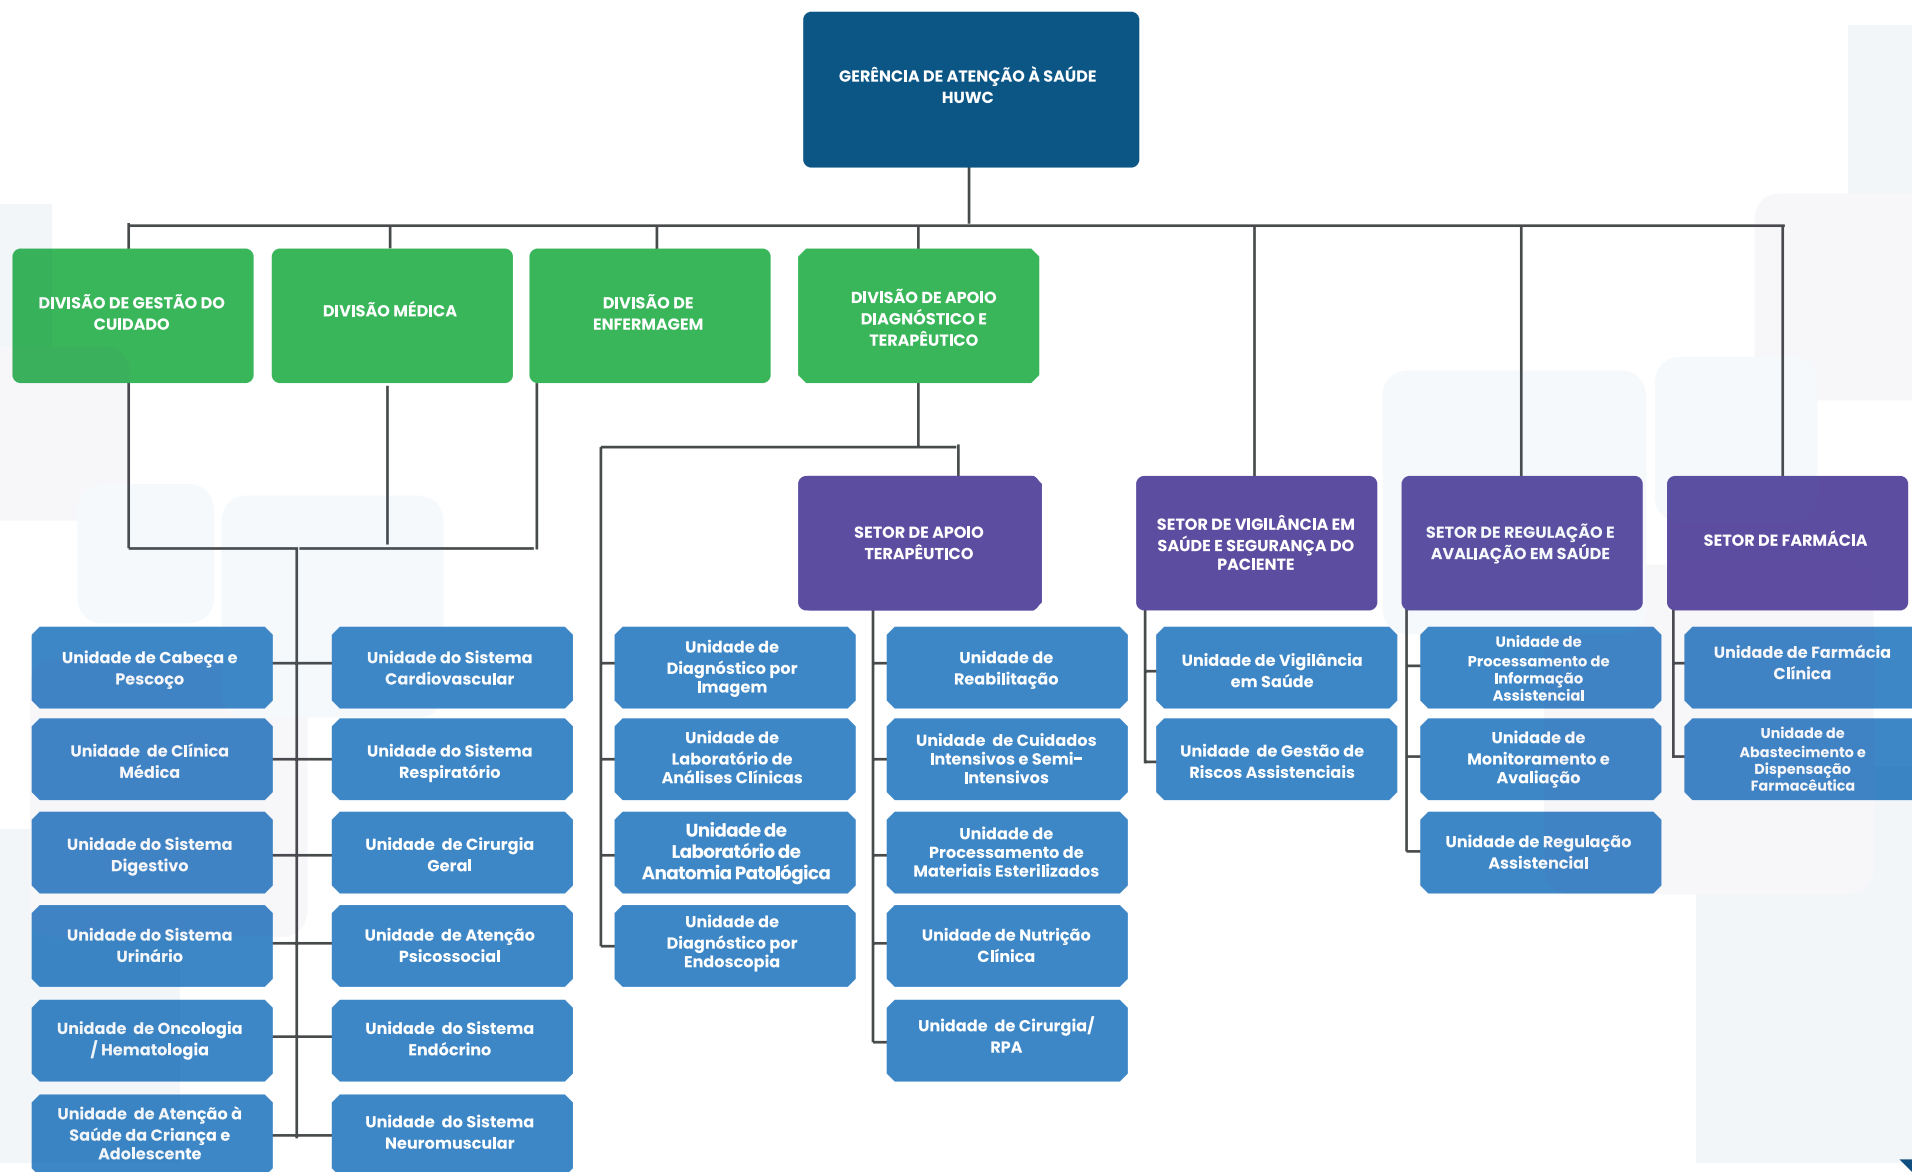 GERÊNCIA DE ATENÇÃO À SAÚDE
HUWC
DIVISÃO DE GESTÃO DO
CUIDADO
DIVISÃO MÉDICA
DIVISÃO DE
ENFERMAGEM
DIVISÃO DE APOIO
DIAGNÓSTICO E
TERAPÊUTICO
SETOR DE APOIO
TERAPÊUTICO
SETOR DE VIGILÂNCIA EM
SAÚDE E SEGURANÇA DO
PACIENTE
SETOR DE REGULAÇÃO E
AVALIAÇÃO EM SAÚDE
SETOR DE FARMÁCIA
Unidade de Cabeça e
Pescoço
Unidade do Sistema
Cardiovascular
Unidade de
Diagnóstico por
Imagem
Unidade de
Reabilitação
Unidade de Vigilância
em Saúde
Unidade de
Processamento de
Informação
Assistencial
Unidade de Farmácia
Clínica
Unidade de Clínica
Médica
Unidade do Sistema
Respiratório
Unidade de
Laboratório de
Análises Clínicas
Unidade de Cuidados
Intensivos e Semi-
Intensivos
Unidade de Gestão de
Riscos Assistenciais
Unidade de
Monitoramento e
Avaliação
Unidade de
Abastecimento e
Dispensação
Farmacêutica
Unidade do Sistema
Digestivo
Unidade de Cirurgia
Geral
Unidade de
Laboratório de
Anatomia Patológica
Unidade de
Processamento de
Materiais Esterilizados
Unidade de Regulação
Assistencial
Unidade do Sistema
Urinário
Unidade de Atenção
Psicossocial
Unidade de
Diagnóstico por
Endoscopia
Unidade de Nutrição
Clínica
Unidade de Oncologia
/ Hematologia
Unidade do Sistema
Endócrino
Unidade de Cirurgia/
RPA
Unidade de Atenção à
Saúde da Criança e
Adolescente
Unidade do Sistema
Neuromuscular